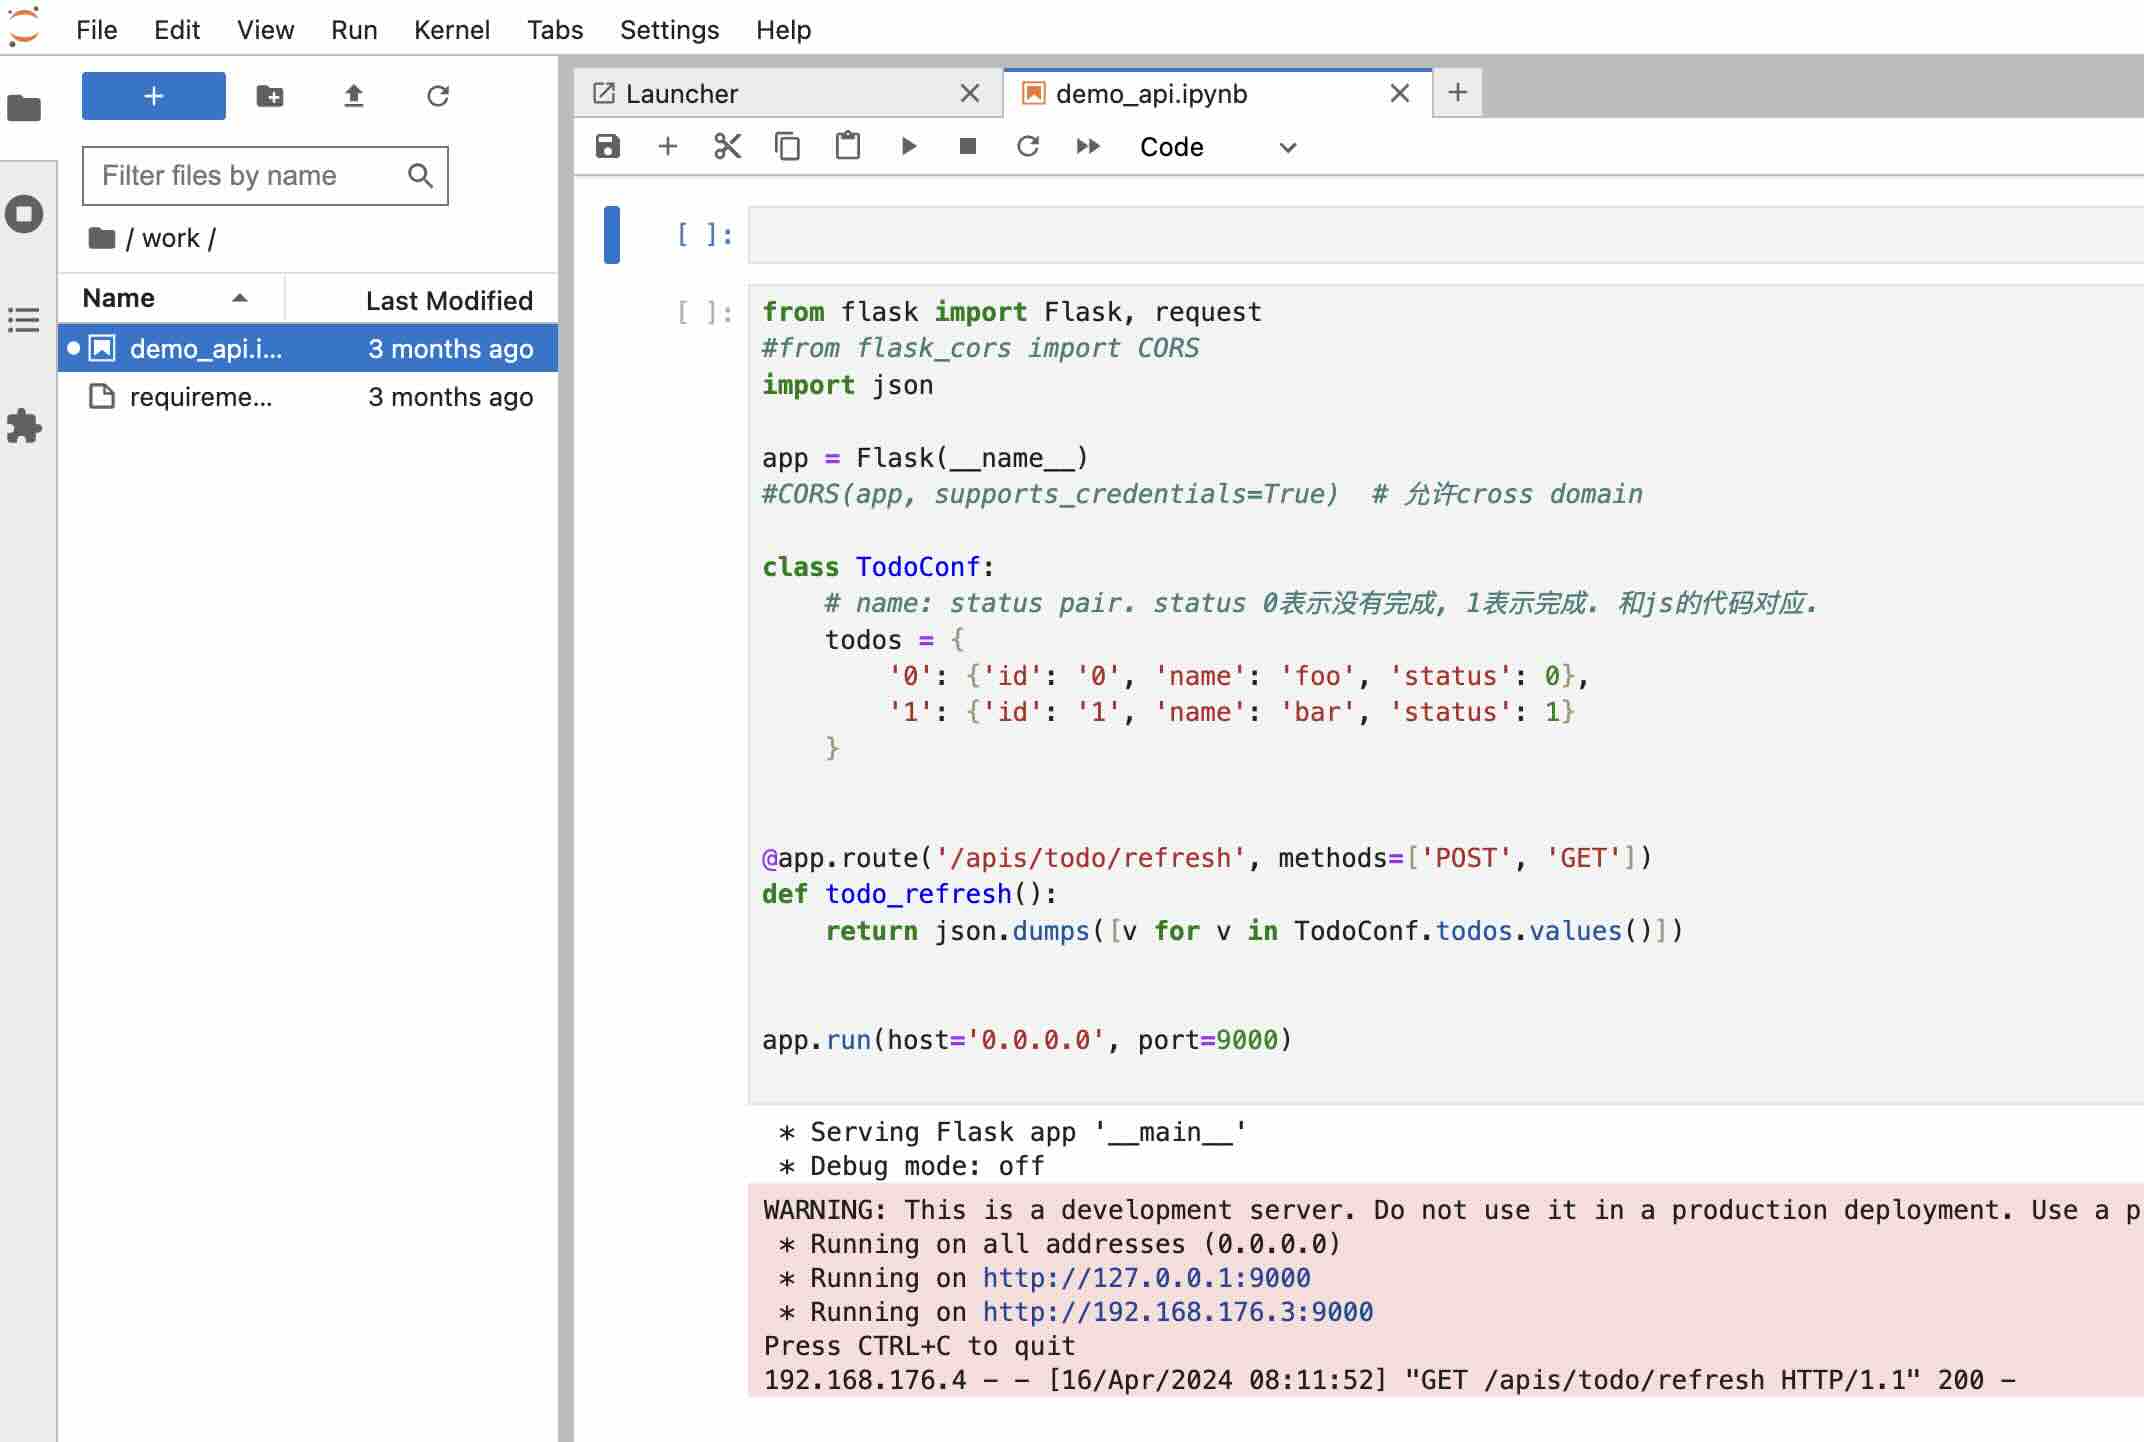 File Edit View Run Kernel Tabs Settings Help
Filter files by name
/ work /
Name Last Modified
demo_api.i... 3 months ago
requireme... 3 months ago
Launcher demo_api.ipynb
Code
[ ]:
[ ]:
from flask import Flask, request
#from flask_cors import CORS
import json
app = Flask(__name__)
#CORS(app, supports_credentials=True)  # 允许cross domain
class TodoConf:
    # name: status pair. status 0表示没有完成, 1表示完成. 和js的代码对应.
    todos = {
        '0': {'id': '0', 'name': 'foo', 'status': 0},
        '1': {'id': '1', 'name': 'bar', 'status': 1}
    }
@app.route('/apis/todo/refresh', methods=['POST', 'GET'])
def todo_refresh():
    return json.dumps([v for v in TodoConf.todos.values()])
app.run(host='0.0.0.0', port=9000)
 * Serving Flask app '__main__'
 * Debug mode: off
WARNING: This is a development server. Do not use it in a production deployment. Use a p
 * Running on all addresses (0.0.0.0)
 * Running on http://127.0.0.1:9000
 * Running on http://192.168.176.3:9000
Press CTRL+C to quit
192.168.176.4 - - [16/Apr/2024 08:11:52] "GET /apis/todo/refresh HTTP/1.1" 200 -